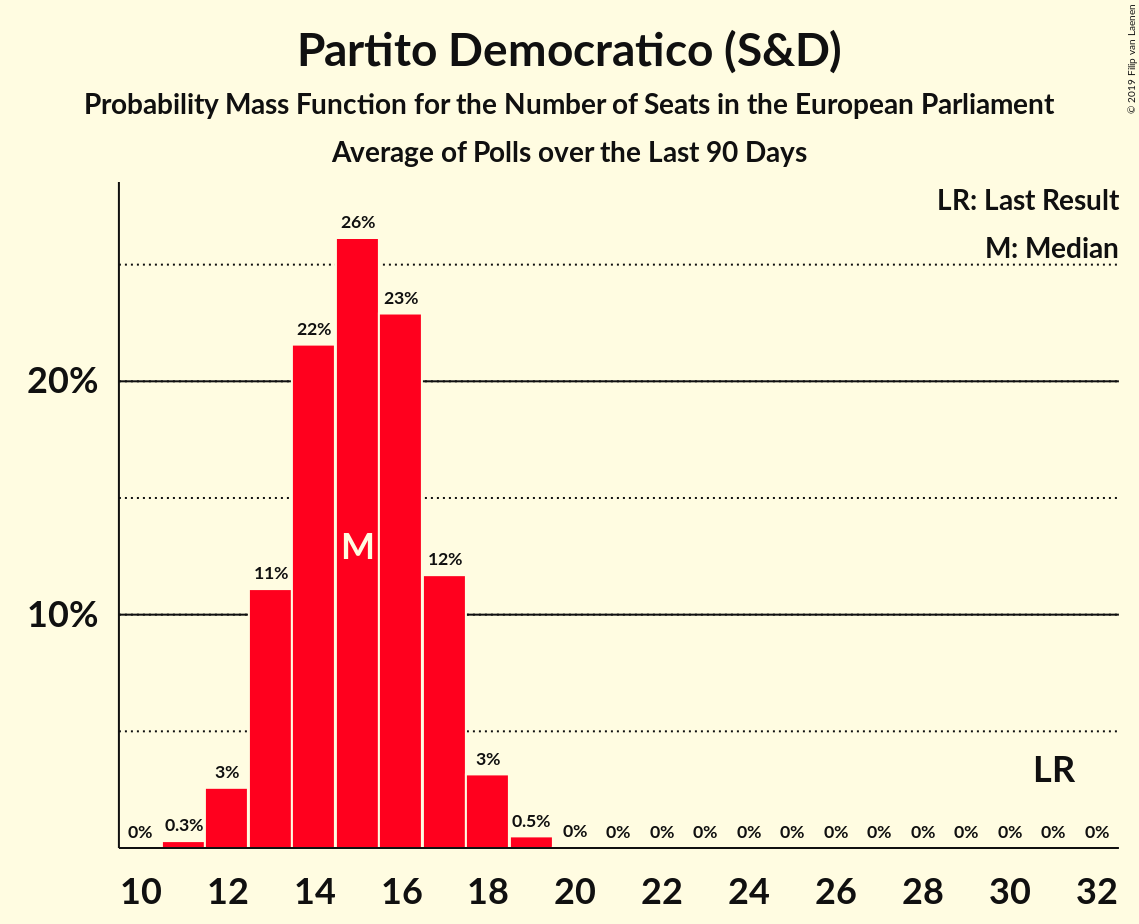 © 2019 Filip van Laenen
Partito Democratico (S&D)
Probability Mass Function for the Number of Seats in the European Parliament
Average of Polls over the Last 90 Days
LR: Last Result
M: Median
20%
10%
0% 0.3% 3% 11% 22% 26% 23% 12% 3% 0.5% 0% 0% 0% 0% 0% 0% 0% 0% 0% 0% 0% 0% 0%
M
LR
10 12 14 16 18 20 22 24 26 28 30 32